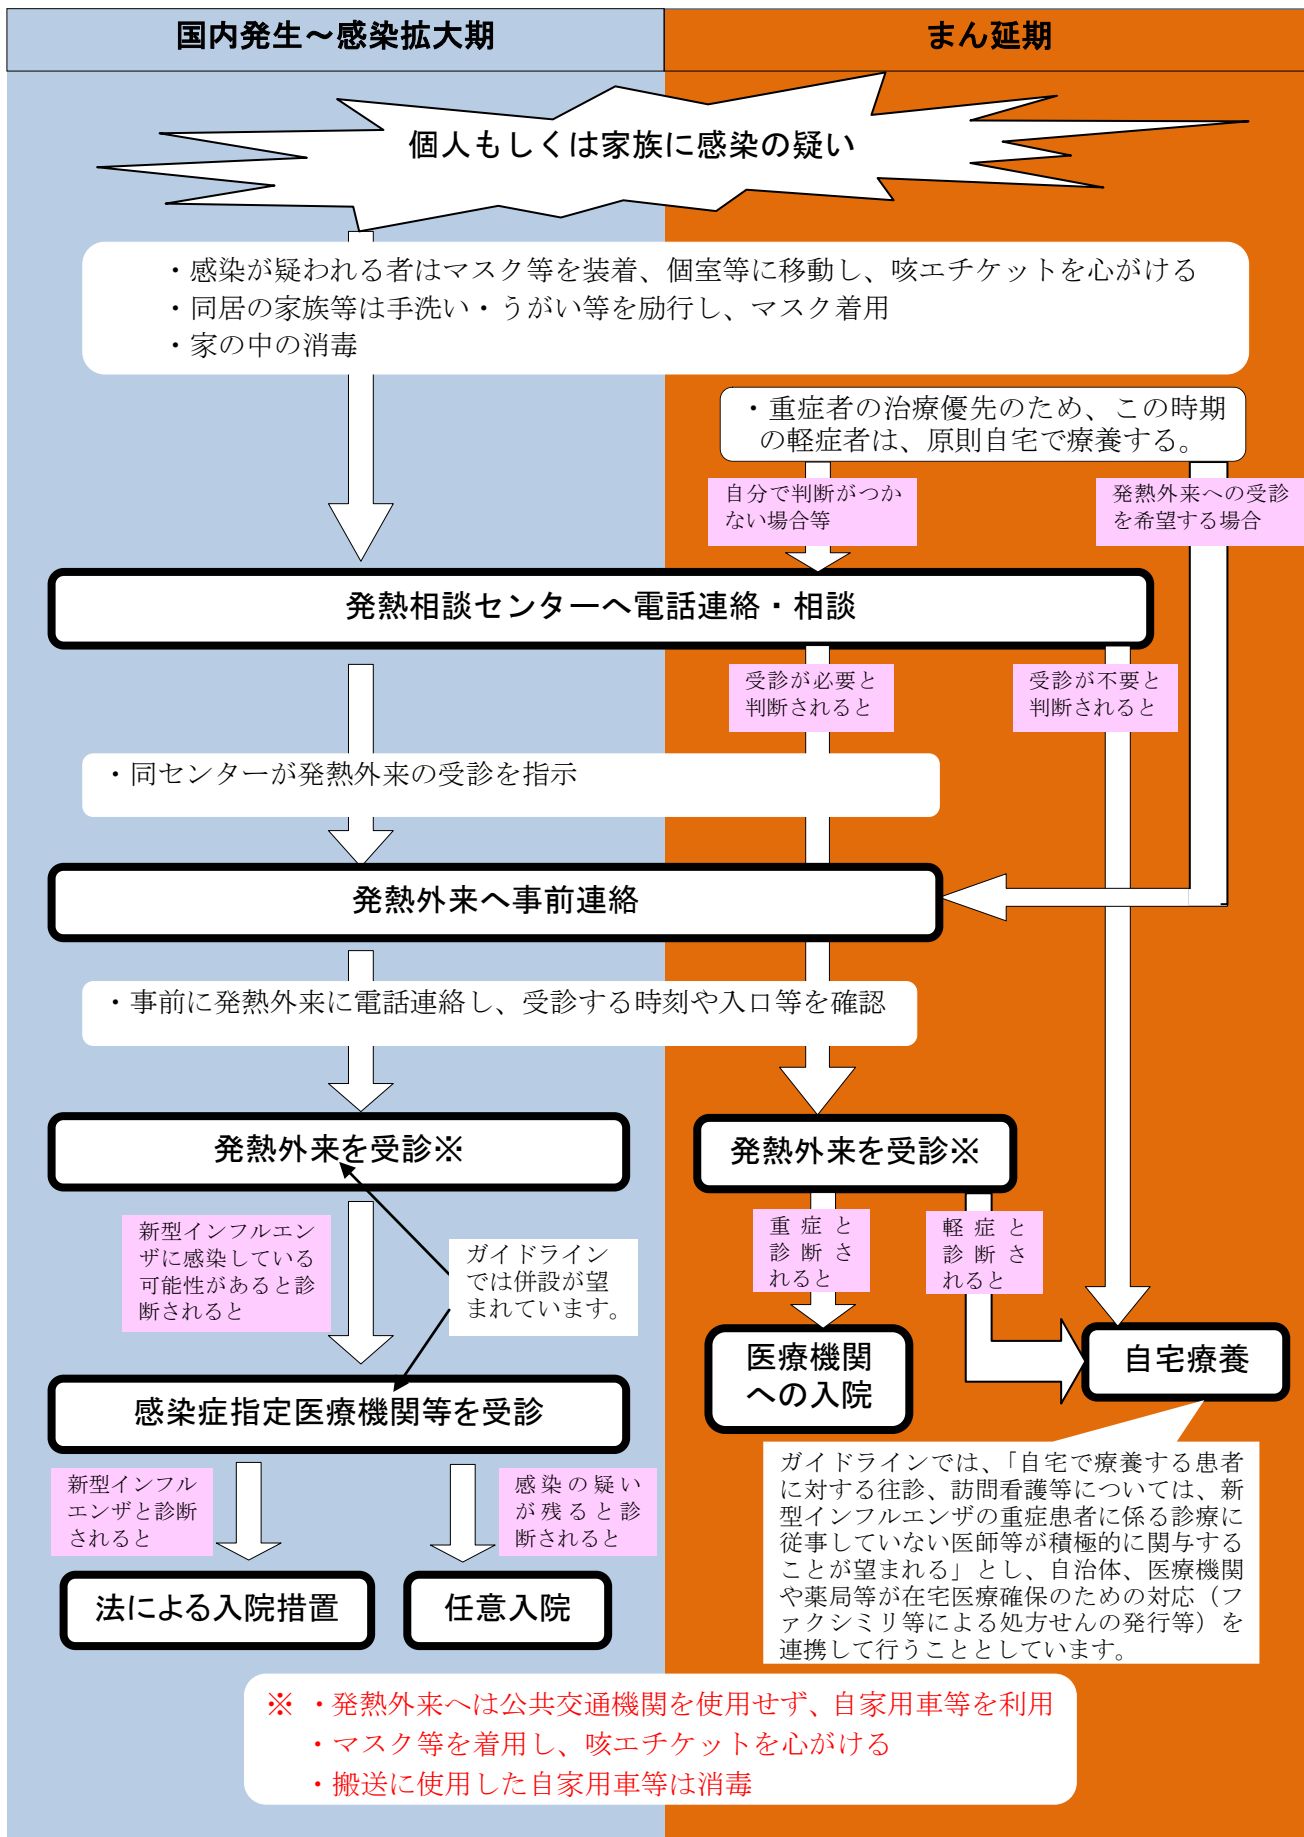 国内発生～感染拡大期
まん延期
個人もしくは家族に感染の疑い
・感染が疑われる者はマスク等を装着、個室等に移動し、咳エチケットを心がける
・同居の家族等は手洗い・うがい等を励行し、マスク着用
・家の中の消毒
・重症者の治療優先のため、この時期
の軽症者は、原則自宅で療養する。
自分で判断がつか
ない場合等
発熱外来への受診
を希望する場合
発熱相談センターへ電話連絡・相談
受診が必要と
判断されると
受診が不要と
判断されると
・同センターが発熱外来の受診を指示
発熱外来へ事前連絡
・事前に発熱外来に電話連絡し、受診する時刻や入口等を確認
発熱外来を受診※
発熱外来を受診※
新型インフルエン
ザに感染している
可能性があると診
断されると
ガイドライン
では併設が望
まれています。
重症と
診断さ
れると
軽症と
診断さ
れると
医療機関
への入院
自宅療養
感染症指定医療機関等を受診
新型インフル
エンザと診断
されると
感染の疑い
が残ると診
断されると
法による入院措置
任意入院
ガイドラインでは、「自宅で療養する患者
に対する往診、訪問看護等については、新
型インフルエンザの重症患者に係る診療に
従事していない医師等が積極的に関与する
ことが望まれる」とし、自治体、医療機関
や薬局等が在宅医療確保のための対応（フ
ァクシミリ等による処方せんの発行等）を
連携して行うこととしています。
※ ・発熱外来へは公共交通機関を使用せず、自家用車等を利用
・マスク等を着用し、咳エチケットを心がける
・搬送に使用した自家用車等は消毒